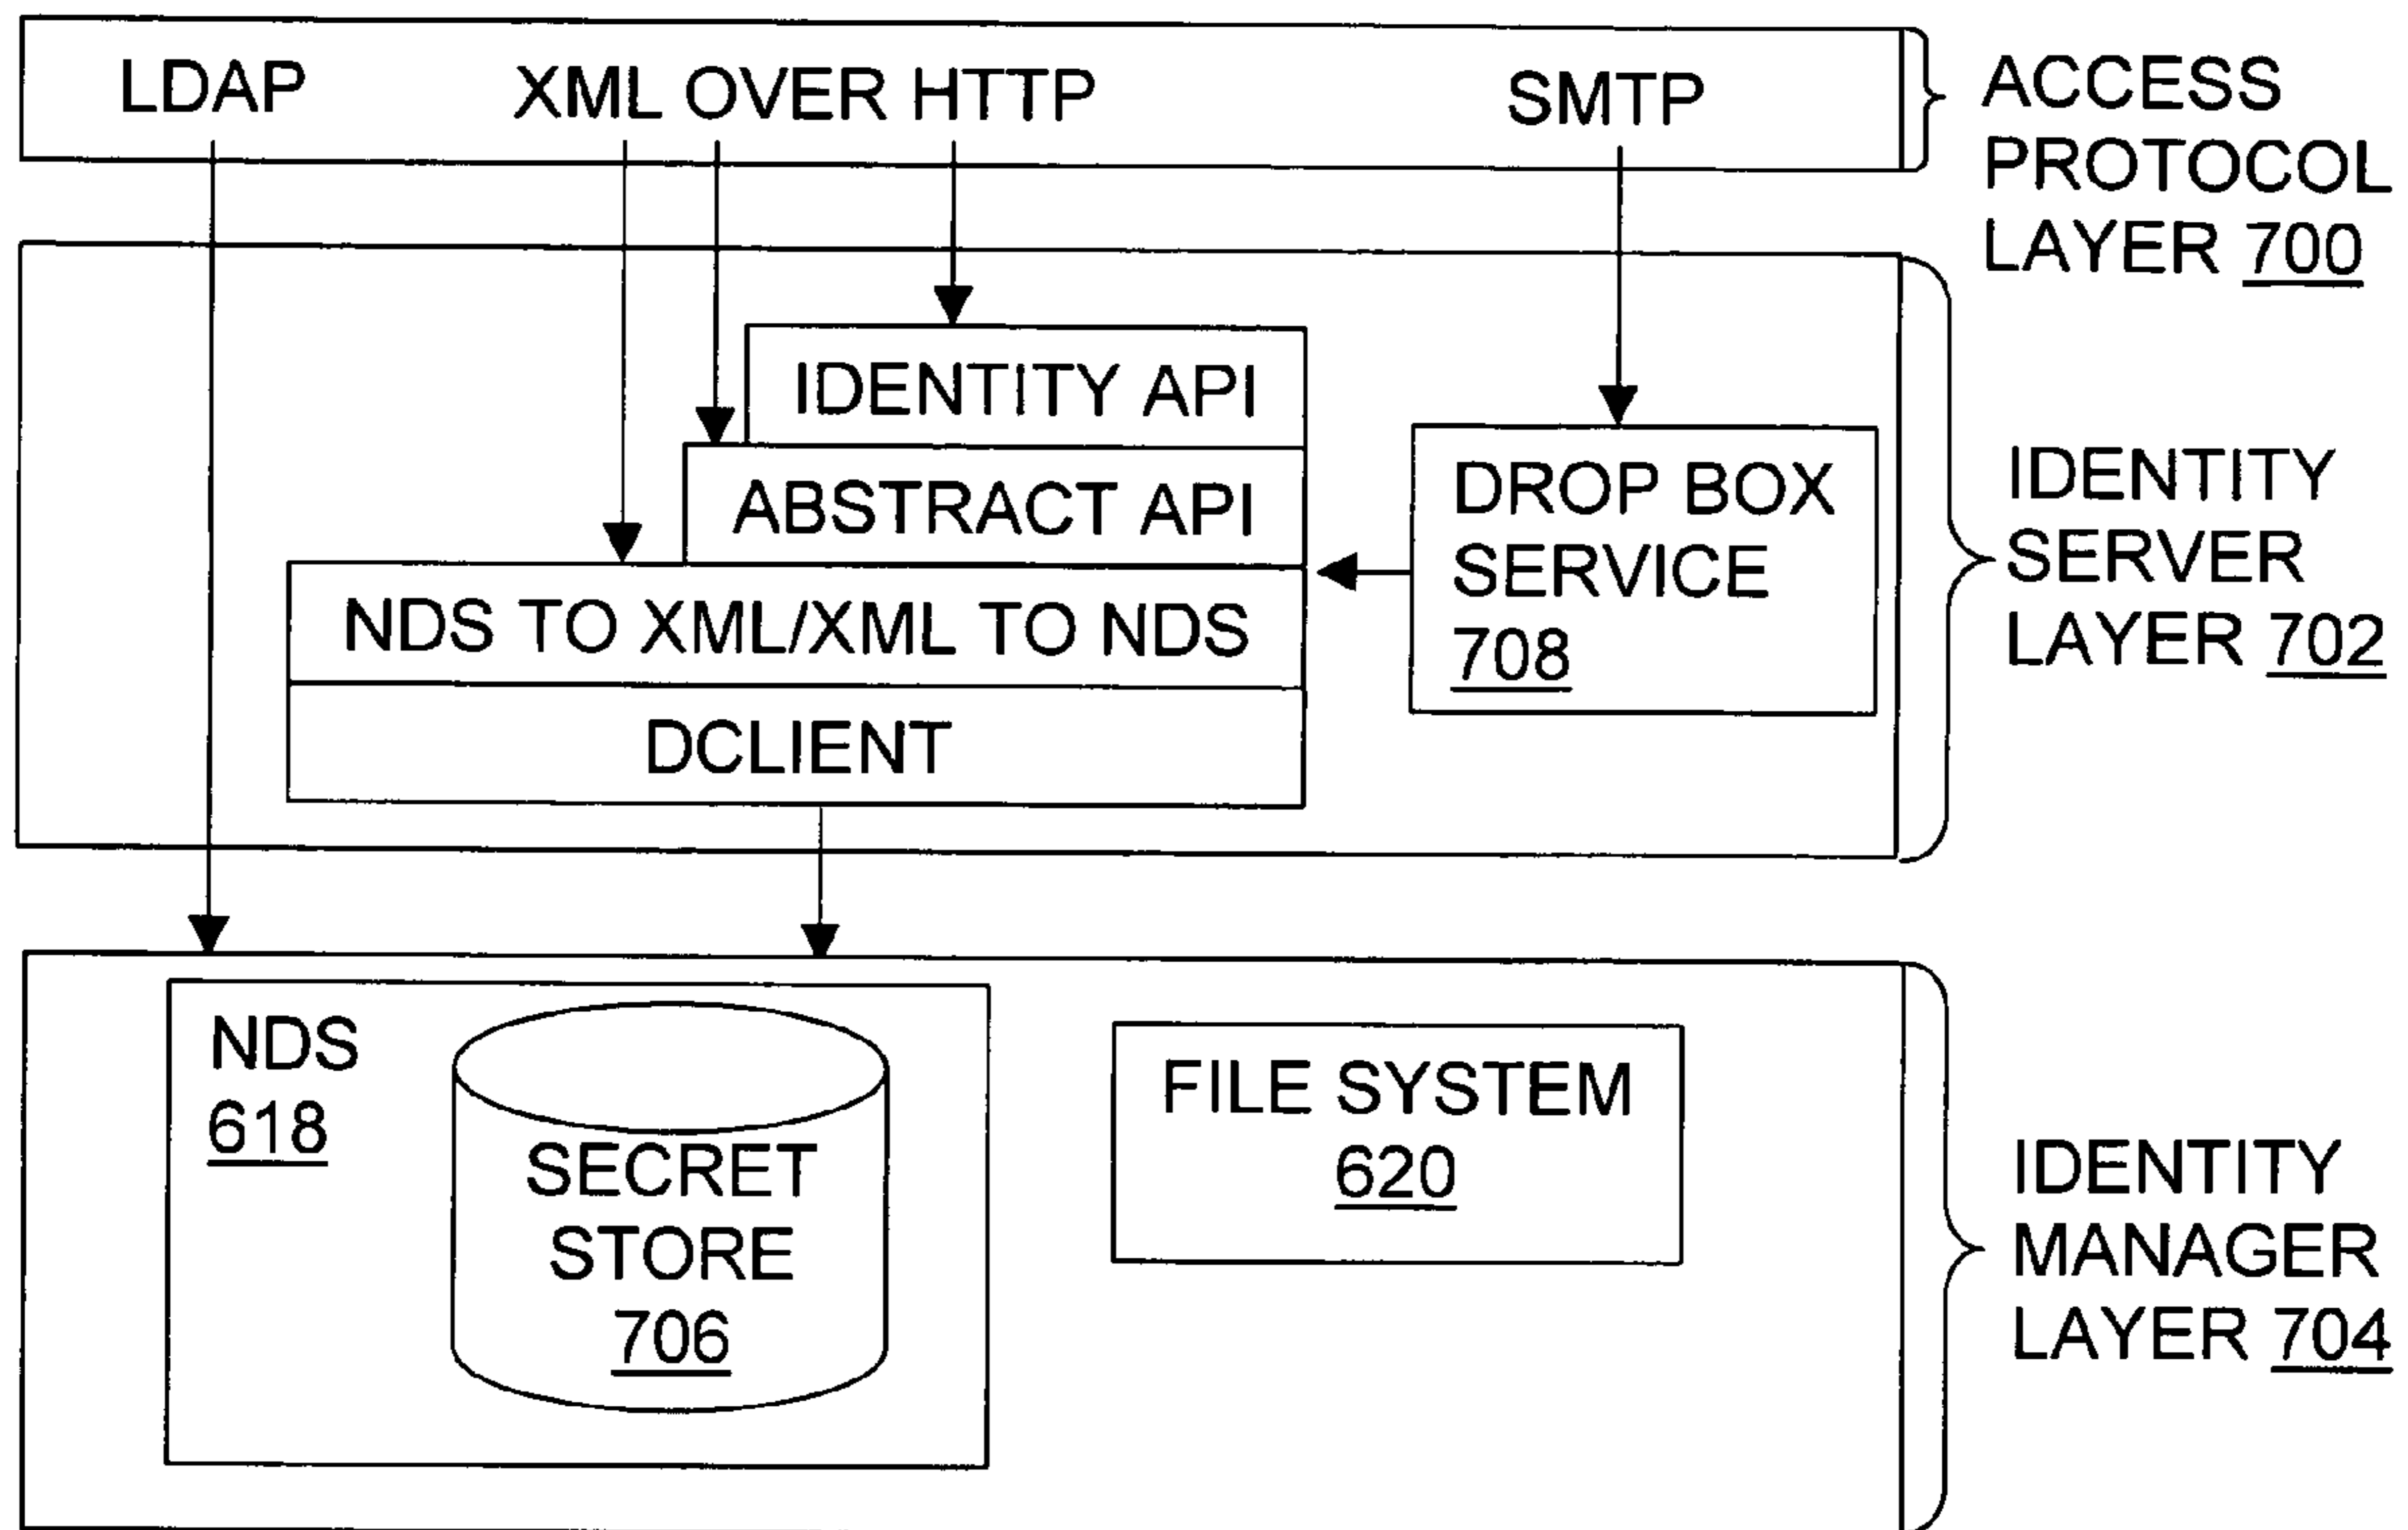 LDAP
XML OVER HTTP
SMTP
ACCESS
PROTOCOL
LAYER 700
IDENTITY API
ABSTRACT API
NDS TO XML/XML TO NDS
DCLIENT
DROP BOX
SERVICE
708
IDENTITY
SERVER
LAYER 702
NDS
618
SECRET
STORE
706
FILE SYSTEM
620
IDENTITY
MANAGER
LAYER 704